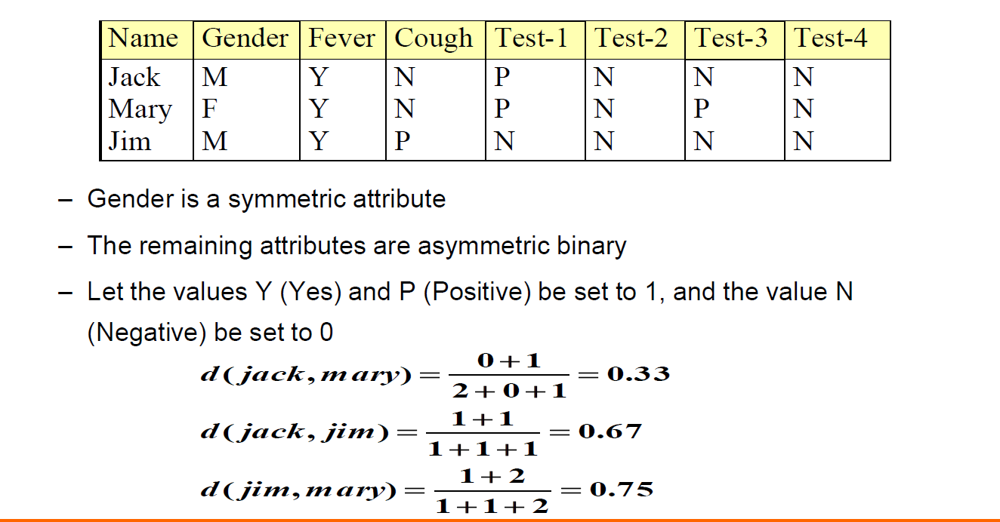 Name Gender Fever Cough Test-1 Test-2 Test-3 Test-4
Jack M Y N P N N N
Mary F Y N P N P N
Jim M Y P N N N N
– Gender is a symmetric attribute
– The remaining attributes are asymmetric binary
– Let the values Y (Yes) and P (Positive) be set to 1, and the value N
(Negative) be set to 0
d(jack, mary) = (0 + 1) / (2 + 0 + 1) = 0.33
d(jack, jim) = (1 + 1) / (1 + 1 + 1) = 0.67
d(jim, mary) = (1 + 2) / (1 + 1 + 2) = 0.75